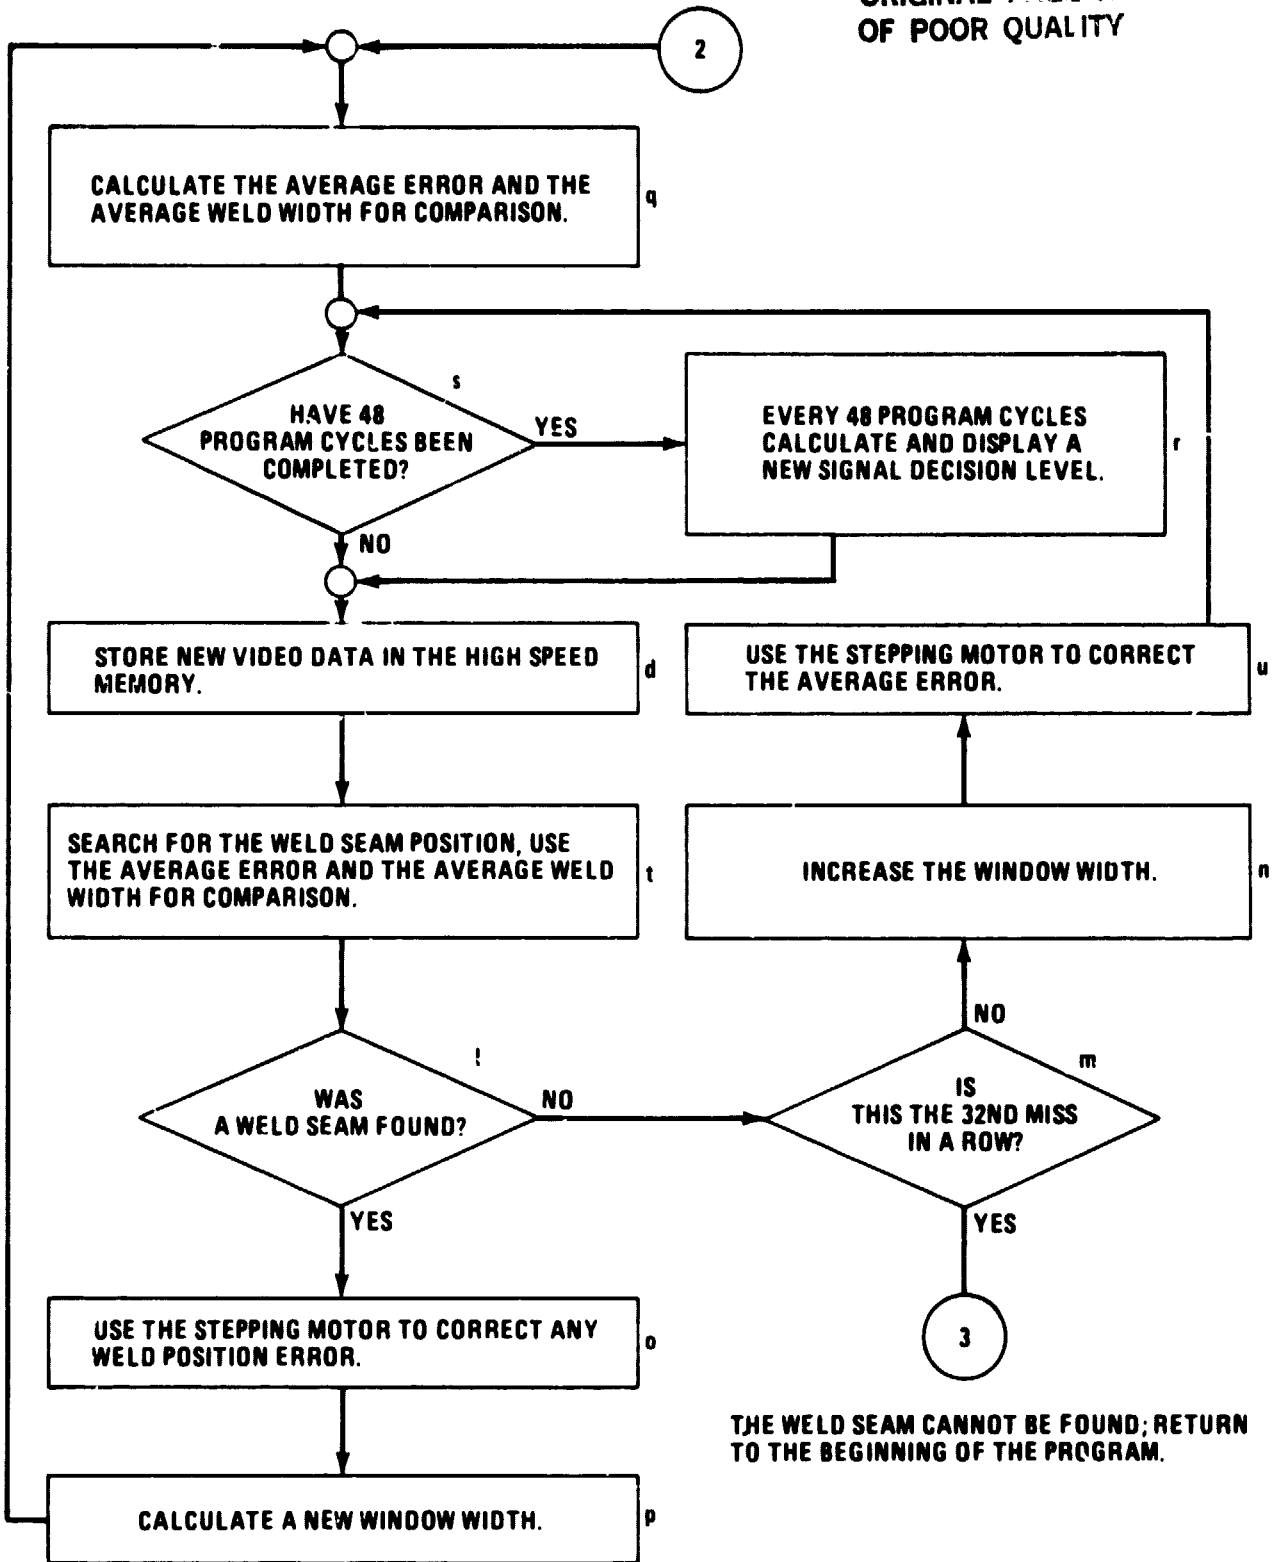 OF POOR QUALITY
2
CALCULATE THE AVERAGE ERROR AND THE
AVERAGE WELD WIDTH FOR COMPARISON.
q
s
HAVE 48
PROGRAM CYCLES BEEN
COMPLETED?
YES
EVERY 48 PROGRAM CYCLES
CALCULATE AND DISPLAY A
NEW SIGNAL DECISION LEVEL.
r
NO
STORE NEW VIDEO DATA IN THE HIGH SPEED
MEMORY.
d
USE THE STEPPING MOTOR TO CORRECT
THE AVERAGE ERROR.
u
SEARCH FOR THE WELD SEAM POSITION, USE
THE AVERAGE ERROR AND THE AVERAGE WELD
WIDTH FOR COMPARISON.
t
INCREASE THE WINDOW WIDTH.
n
NO
WAS
A WELD SEAM FOUND?
NO
m
IS
THIS THE 32ND MISS
IN A ROW?
YES
YES
USE THE STEPPING MOTOR TO CORRECT ANY
WELD POSITION ERROR.
o
3
THE WELD SEAM CANNOT BE FOUND; RETURN
TO THE BEGINNING OF THE PROGRAM.
CALCULATE A NEW WINDOW WIDTH.
p